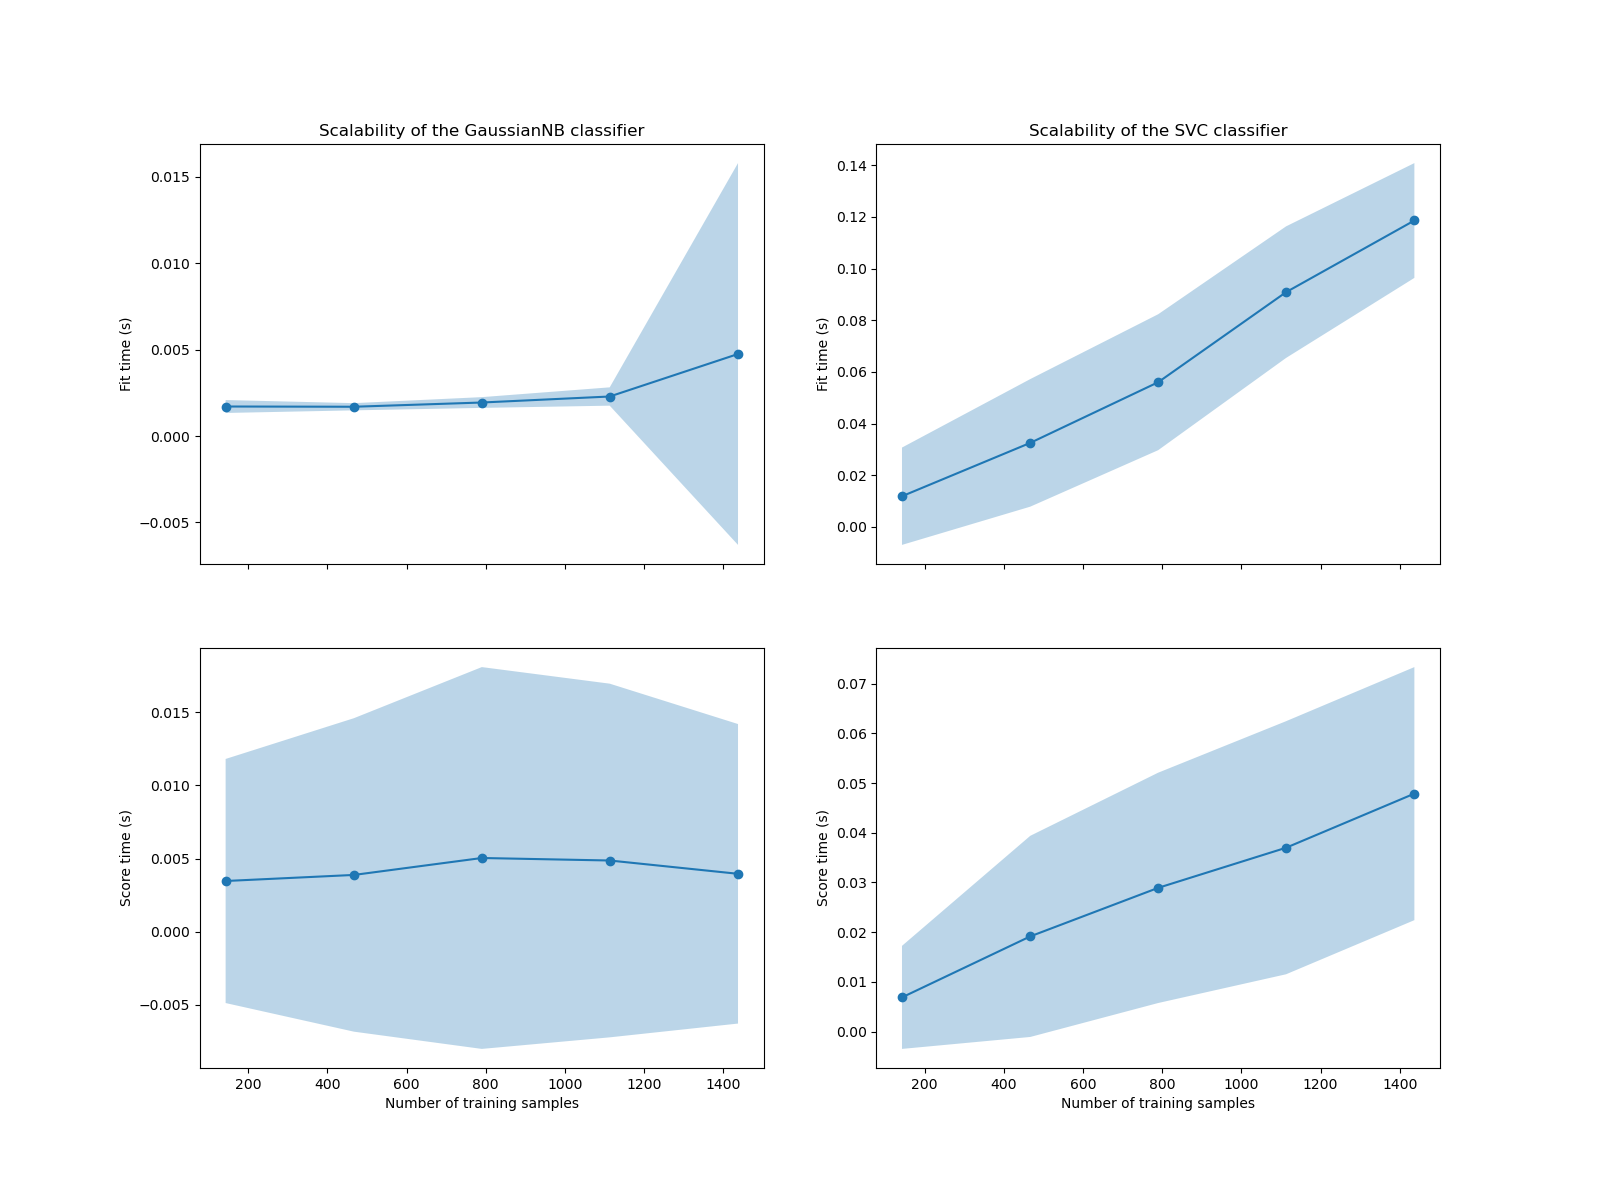 Scalability of the GaussianNB classifier
Fit time (s)
0.015
0.010
0.005
0.000
−0.005
Scalability of the SVC classifier
Fit time (s)
0.14
0.12
0.10
0.08
0.06
0.04
0.02
0.00
Score time (s)
0.015
0.010
0.005
0.000
−0.005
200 400 600 800 1000 1200 1400
Number of training samples
Score time (s)
0.07
0.06
0.05
0.04
0.03
0.02
0.01
0.00
200 400 600 800 1000 1200 1400
Number of training samples